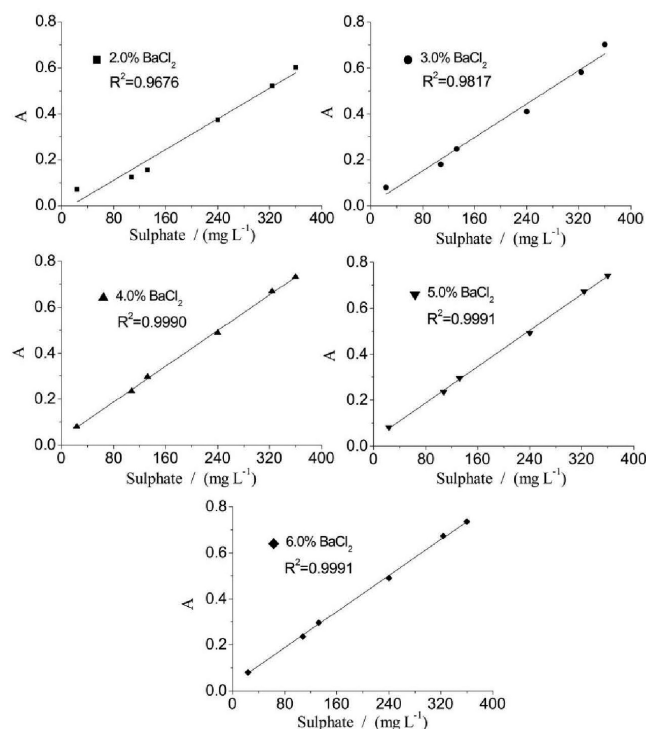 0.8
0.6
0.4
0.2
0.0
A
■ 2.0% BaCl₂
R²=0.9676
0 80 160 240 320 400
Sulphate / (mg L⁻¹)
0.8
0.6
0.4
0.2
0.0
A
● 3.0% BaCl₂
R²=0.9817
0 80 160 240 320 400
Sulphate / (mg L⁻¹)
0.8
0.6
0.4
0.2
0.0
A
▲ 4.0% BaCl₂
R²=0.9990
0 80 160 240 320 400
Sulphate / (mg L⁻¹)
0.8
0.6
0.4
0.2
0.0
A
▼ 5.0% BaCl₂
R²=0.9991
0 80 160 240 320 400
Sulphate / (mg L⁻¹)
0.8
0.6
0.4
0.2
0.0
A
◆ 6.0% BaCl₂
R²=0.9991
0 80 160 240 320 400
Sulphate / (mg L⁻¹)